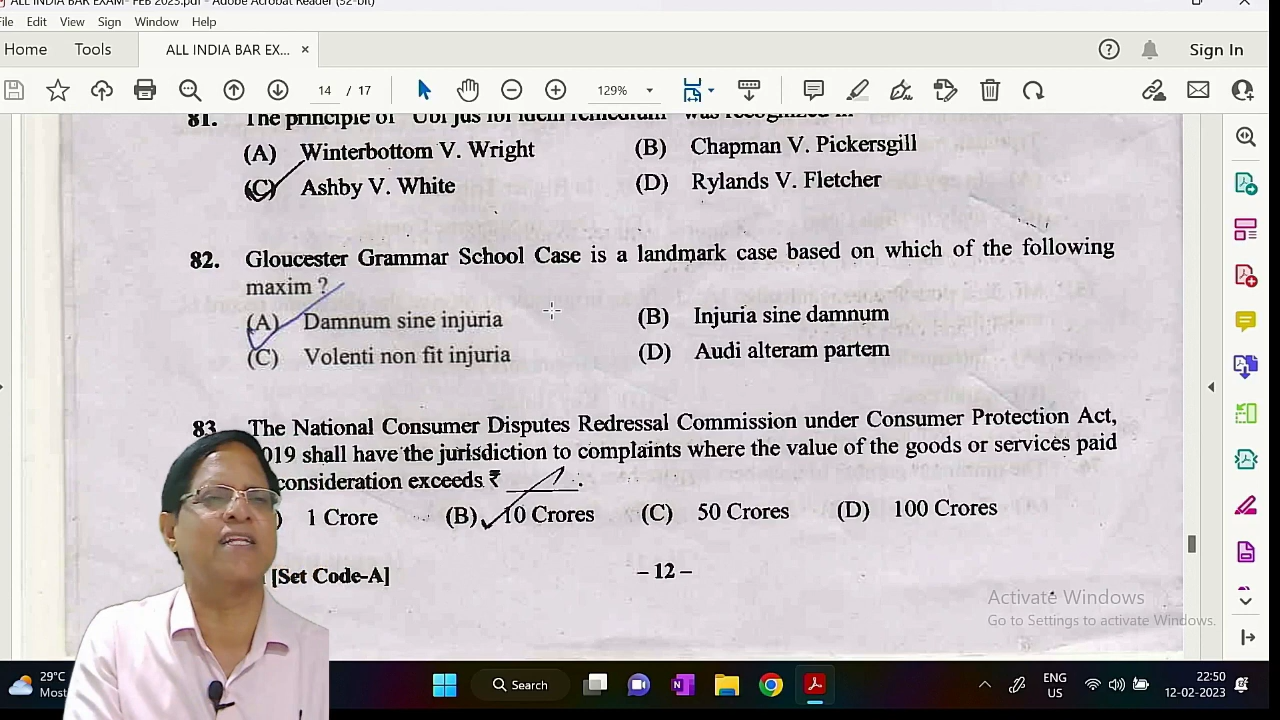 ALL INDIA BAR EXAM- FEB 2023.pdf - Adobe Acrobat Reader (32-bit)
File Edit View Sign Window Help
Home Tools ALL INDIA BAR EX... × Sign In
14 / 17 129%
81. The principle of "Ubi jus ibi idem remedium" was recognized in
(A) Winterbottom V. Wright (B) Chapman V. Pickersgill
(C) Ashby V. White (D) Rylands V. Fletcher
82. Gloucester Grammar School Case is a landmark case based on which of the following
maxim ?
(A) Damnum sine injuria (B) Injuria sine damnum
(C) Volenti non fit injuria (D) Audi alteram partem
83. The National Consumer Disputes Redressal Commission under Consumer Protection Act,
2019 shall have the jurisdiction to complaints where the value of the goods or services paid
consideration exceeds ₹ ______.
1 Crore (B) 10 Crores (C) 50 Crores (D) 100 Crores
[Set Code-A] – 12 –
Activate Windows
Go to Settings to activate Windows.
29°C
Search
ENG
US
22:50
12-02-2023